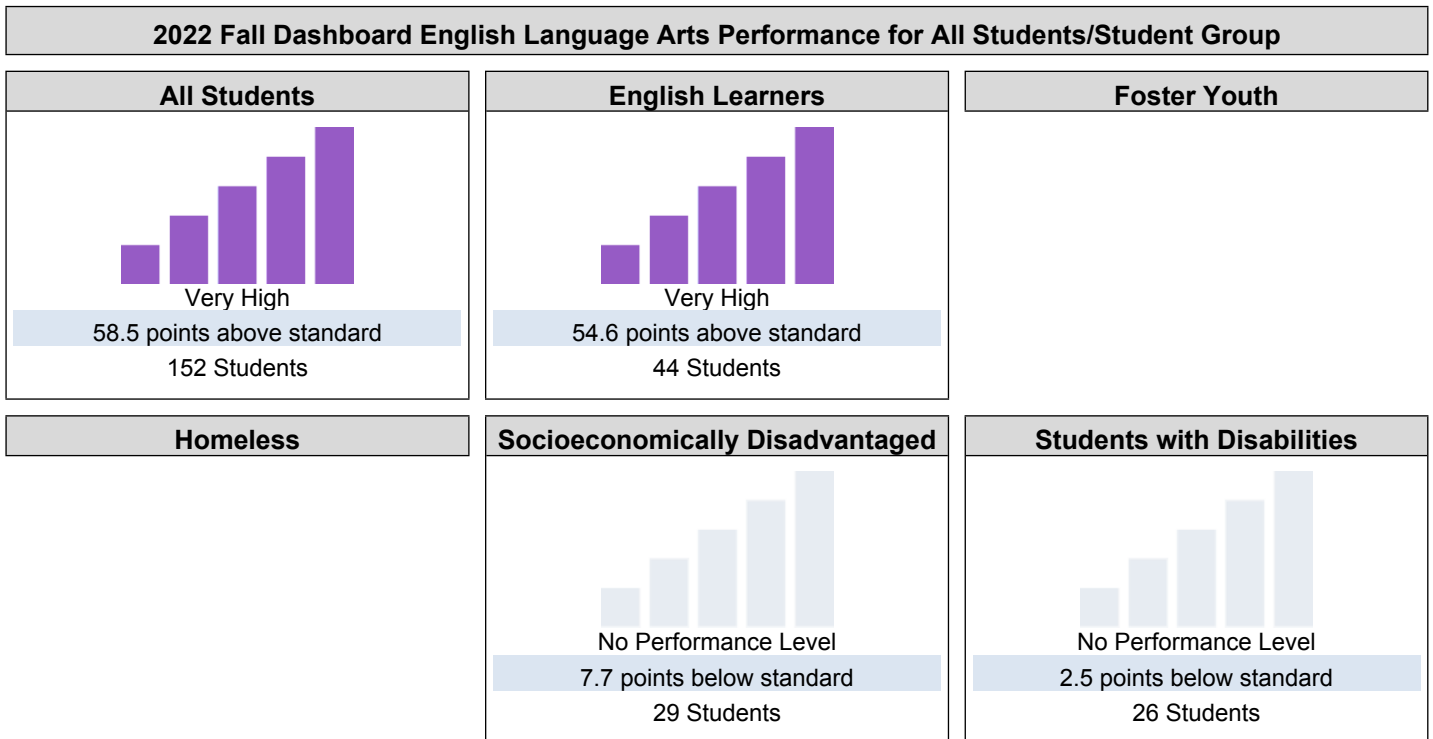 2022 Fall Dashboard English Language Arts Performance for All Students/Student Group
All Students
Very High
58.5 points above standard
152 Students
English Learners
Very High
54.6 points above standard
44 Students
Foster Youth
Homeless
Socioeconomically Disadvantaged
No Performance Level
7.7 points below standard
29 Students
Students with Disabilities
No Performance Level
2.5 points below standard
26 Students